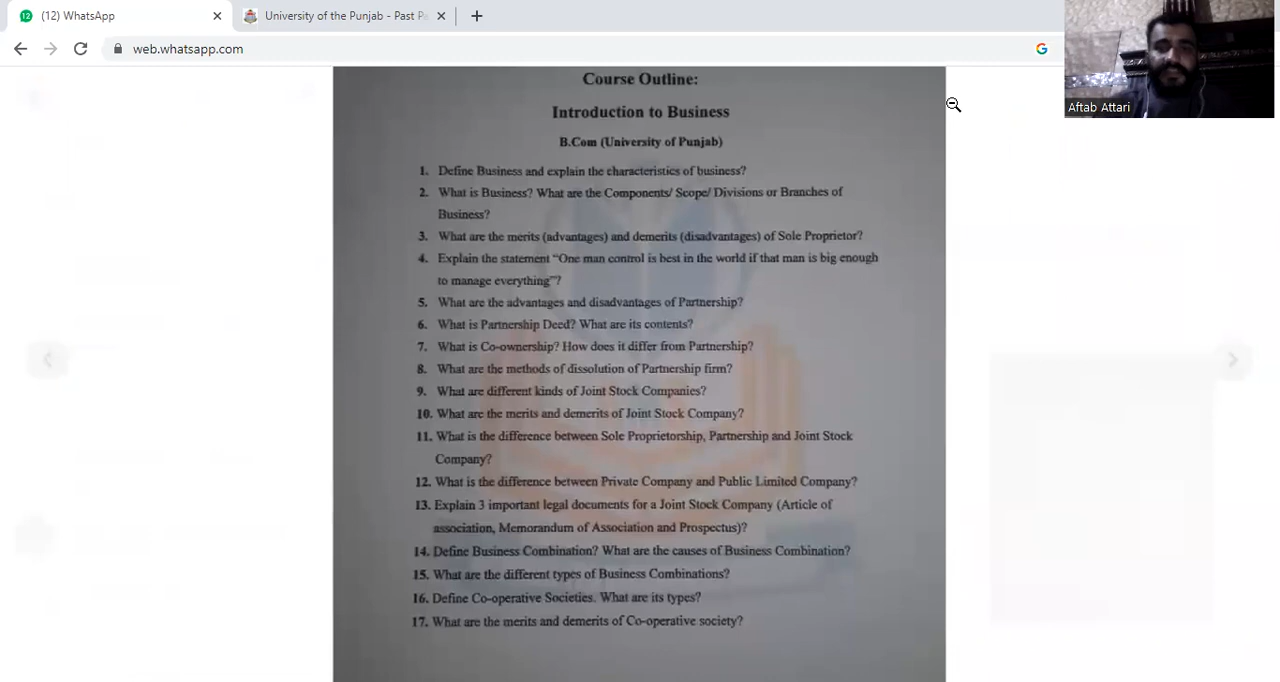 (12) WhatsApp
University of the Punjab - Past P
web.whatsapp.com
Aftab Attari
Course Outline:
Introduction to Business
B.Com (University of Punjab)
1. Define Business and explain the characteristics of business?
2. What is Business? What are the Components/ Scope/ Divisions or Branches of
Business?
3. What are the merits (advantages) and demerits (disadvantages) of Sole Proprietor?
4. Explain the statement “One man control is best in the world if that man is big enough
to manage everything”?
5. What are the advantages and disadvantages of Partnership?
6. What is Partnership Deed? What are its contents?
7. What is Co-ownership? How does it differ from Partnership?
8. What are the methods of dissolution of Partnership firm?
9. What are different kinds of Joint Stock Companies?
10. What are the merits and demerits of Joint Stock Company?
11. What is the difference between Sole Proprietorship, Partnership and Joint Stock
Company?
12. What is the difference between Private Company and Public Limited Company?
13. Explain 3 important legal documents for a Joint Stock Company (Article of
association, Memorandum of Association and Prospectus)?
14. Define Business Combination? What are the causes of Business Combination?
15. What are the different types of Business Combinations?
16. Define Co-operative Societies. What are its types?
17. What are the merits and demerits of Co-operative society?